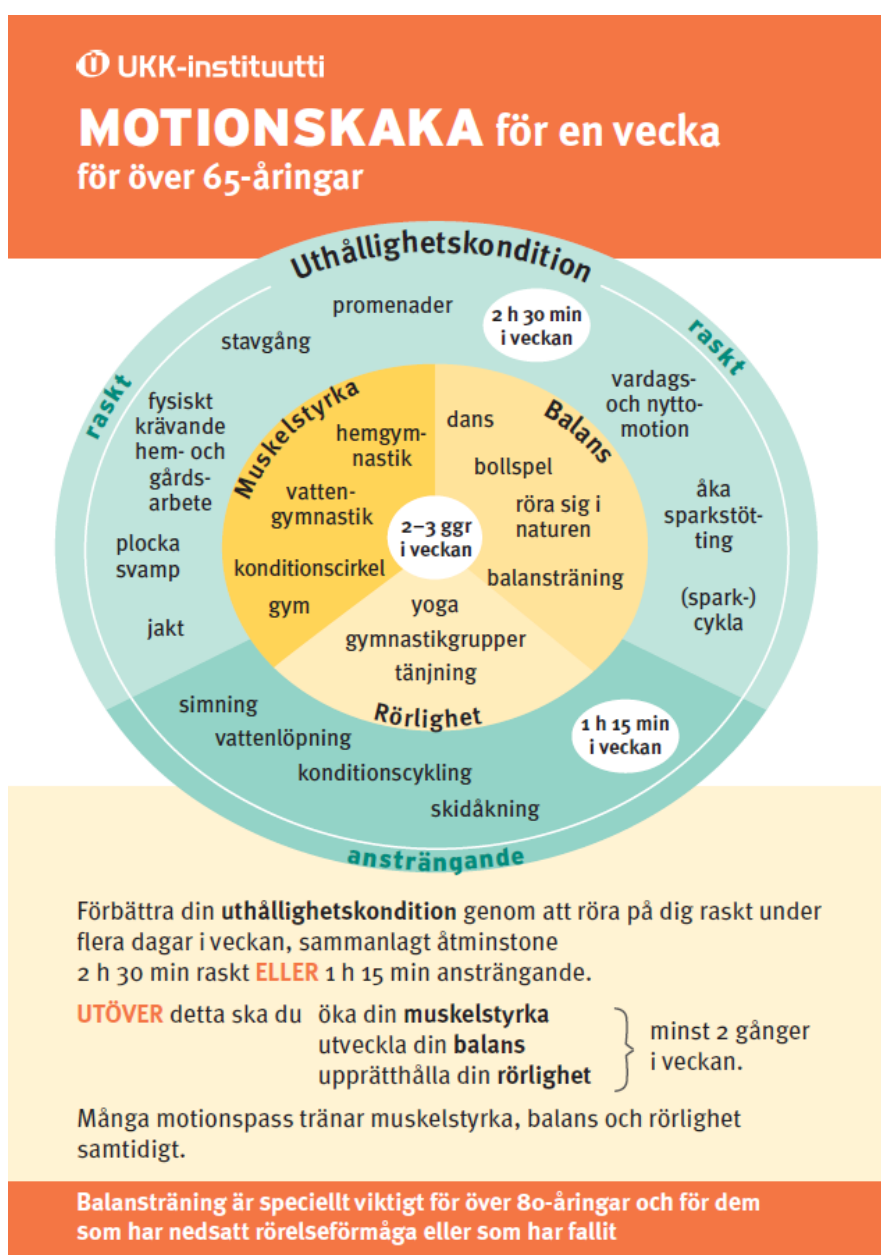 UKK-instituutti
MOTIONSKAKA för en vecka
för över 65-åringar
Uthållighetskondition
raskt
raskt
promenader
2 h 30 min
i veckan
stavgång
fysiskt
krävande
hem- och
gårds-
arbete
plocka
svamp
jakt
vardags-
och nytto-
motion
åka
sparkstöt-
ting
(spark-)
cykla
Muskelstyrka
hemgym-
nastik
vatten-
gymnastik
konditionscirkel
gym
Balans
dans
bollspel
röra sig i
naturen
balansträning
2–3 ggr
i veckan
yoga
gymnastikgrupper
tänjning
Rörlighet
simning
vattenlöpning
konditionscykling
skidåkning
1 h 15 min
i veckan
ansträngande
Förbättra din uthållighetskondition genom att röra på dig raskt under
flera dagar i veckan, sammanlagt åtminstone
2 h 30 min raskt ELLER 1 h 15 min ansträngande.
UTÖVER detta ska du öka din muskelstyrka
utveckla din balans
upprätthålla din rörlighet
minst 2 gånger
i veckan.
Många motionspass tränar muskelstyrka, balans och rörlighet
samtidigt.
Balansträning är speciellt viktigt för över 80-åringar och för dem
som har nedsatt rörelseförmåga eller som har fallit